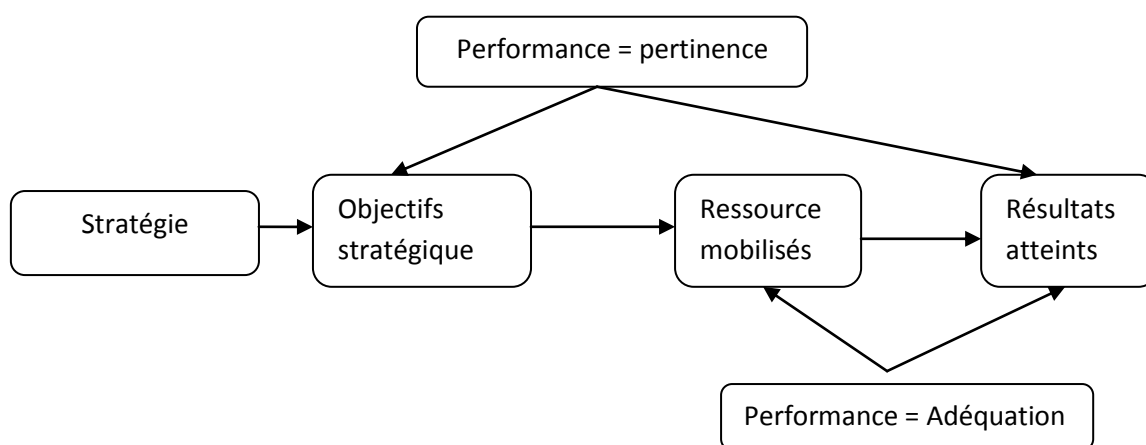 Performance = pertinence
Stratégie
Objectifs
stratégique
Ressource
mobilisés
Résultats
atteints
Performance = Adéquation